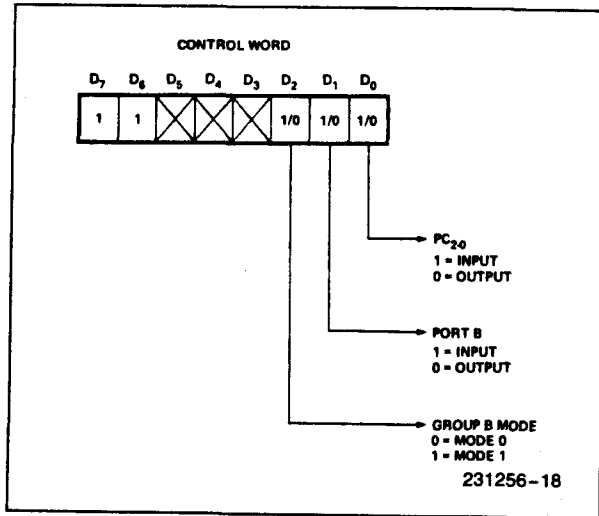 CONTROL WORD
D7 D6 D5 D4 D3 D2 D1 D0
1 1 1/0 1/0 1/0
PC2-0
1 = INPUT
0 = OUTPUT
PORT B
1 = INPUT
0 = OUTPUT
GROUP B MODE
0 = MODE 0
1 = MODE 1
231256-18